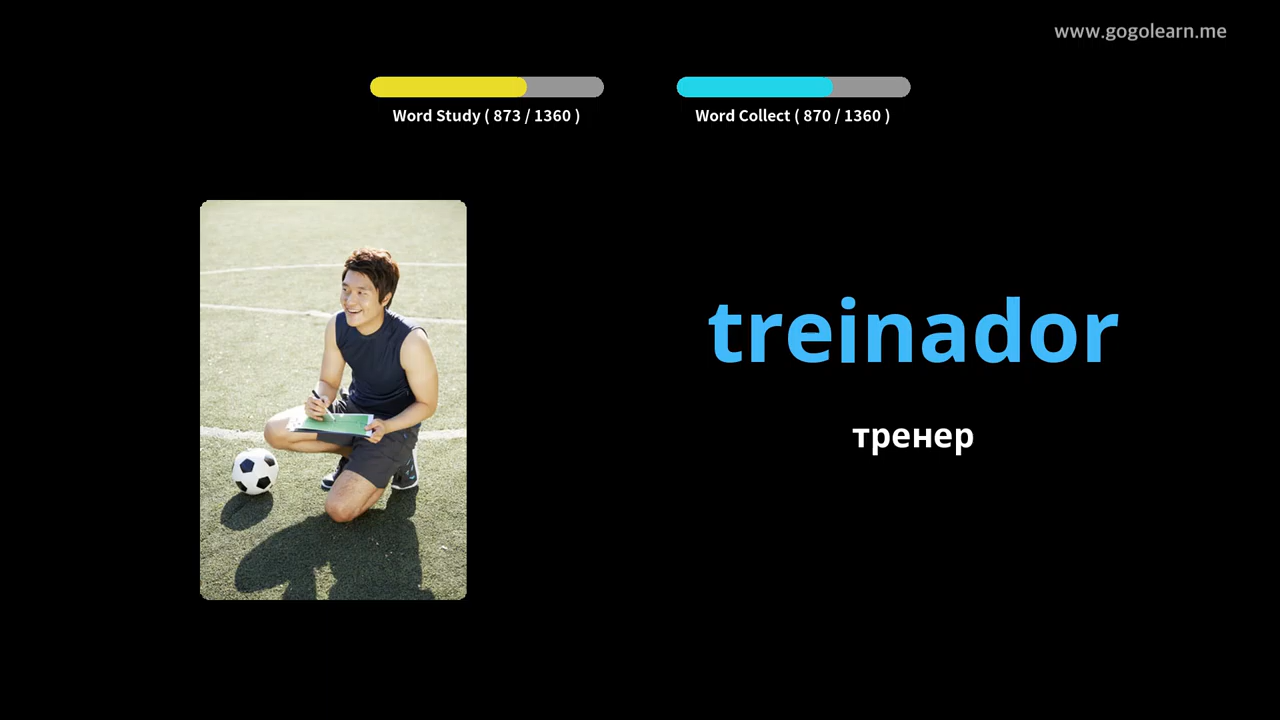 www.gogolearn.me
Word Study ( 873 / 1360 )
Word Collect ( 870 / 1360 )
treinador
тренер